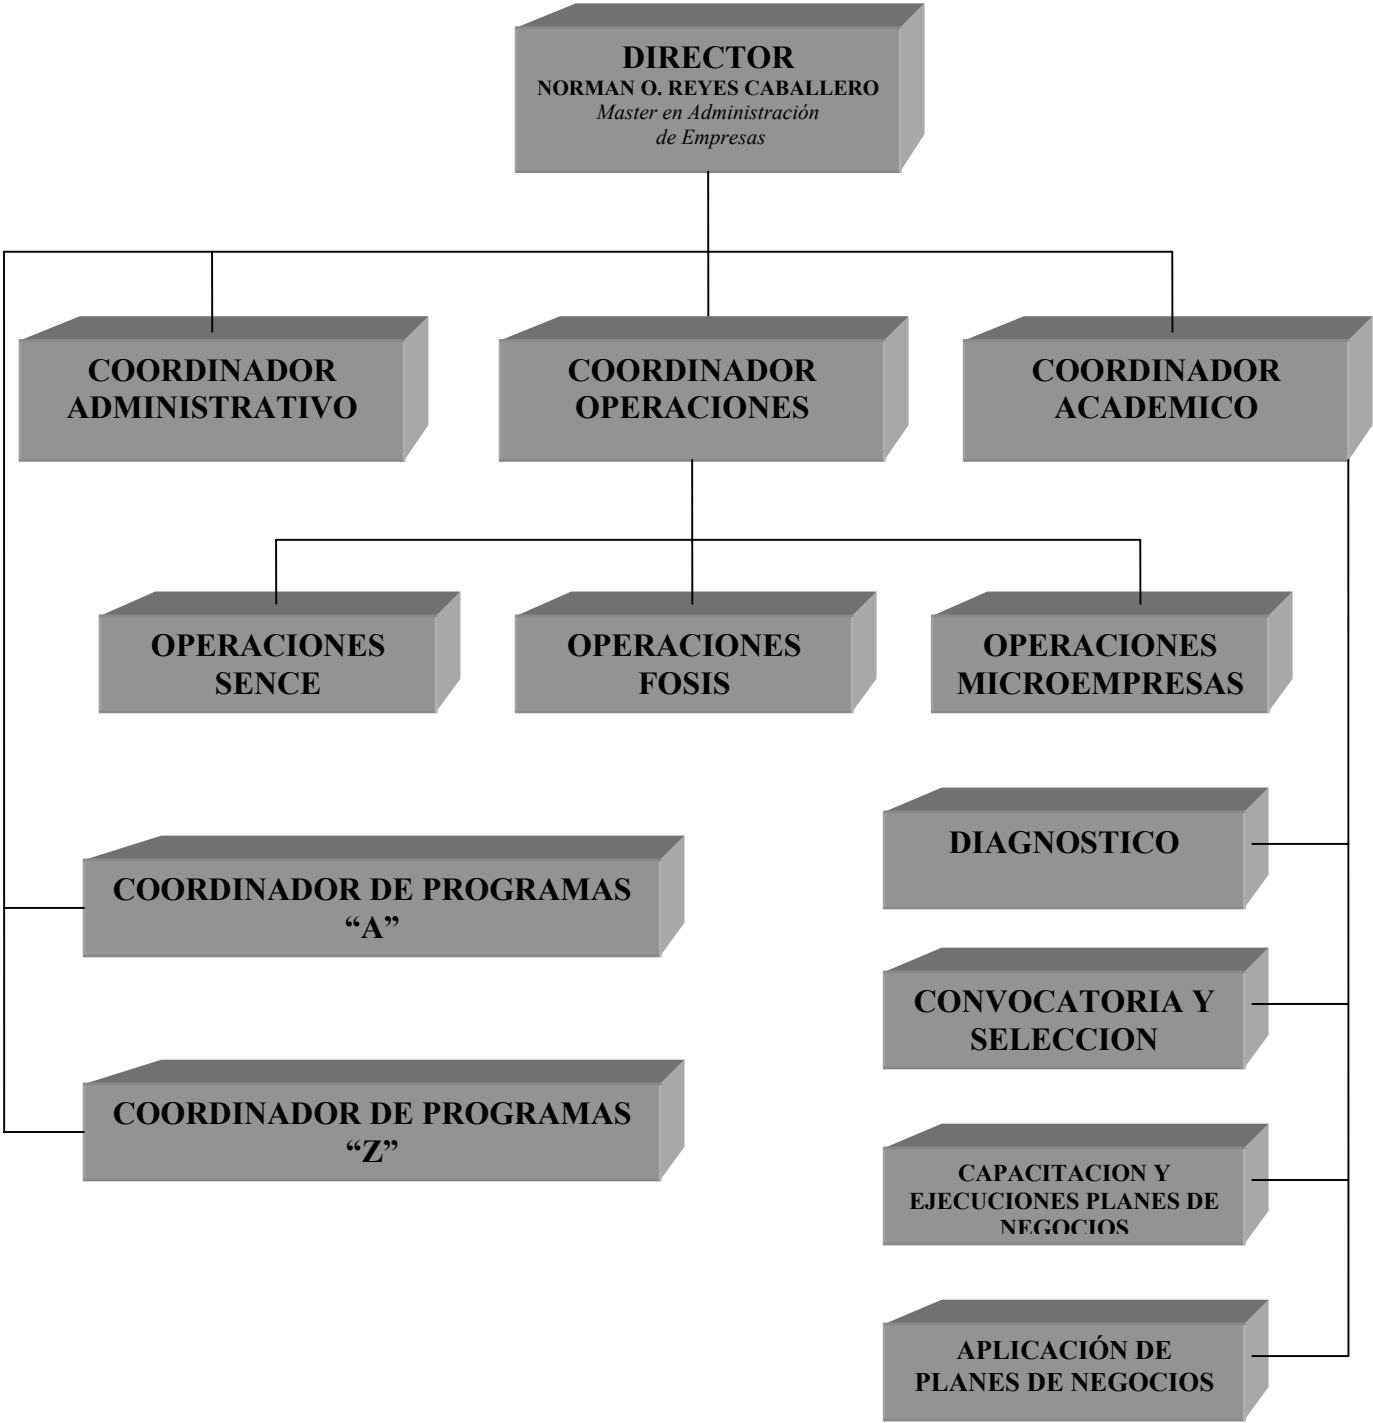 DIRECTOR
NORMAN O. REYES CABALLERO
Master en Administración
de Empresas
COORDINADOR
ADMINISTRATIVO
COORDINADOR
OPERACIONES
COORDINADOR
ACADEMICO
OPERACIONES
SENCE
OPERACIONES
FOSIS
OPERACIONES
MICROEMPRESAS
DIAGNOSTICO
COORDINADOR DE PROGRAMAS
“A”
CONVOCATORIA Y
SELECCION
COORDINADOR DE PROGRAMAS
“Z”
CAPACITACION Y
EJECUCIONES PLANES DE
NEGOCIOS
APLICACIÓN DE
PLANES DE NEGOCIOS